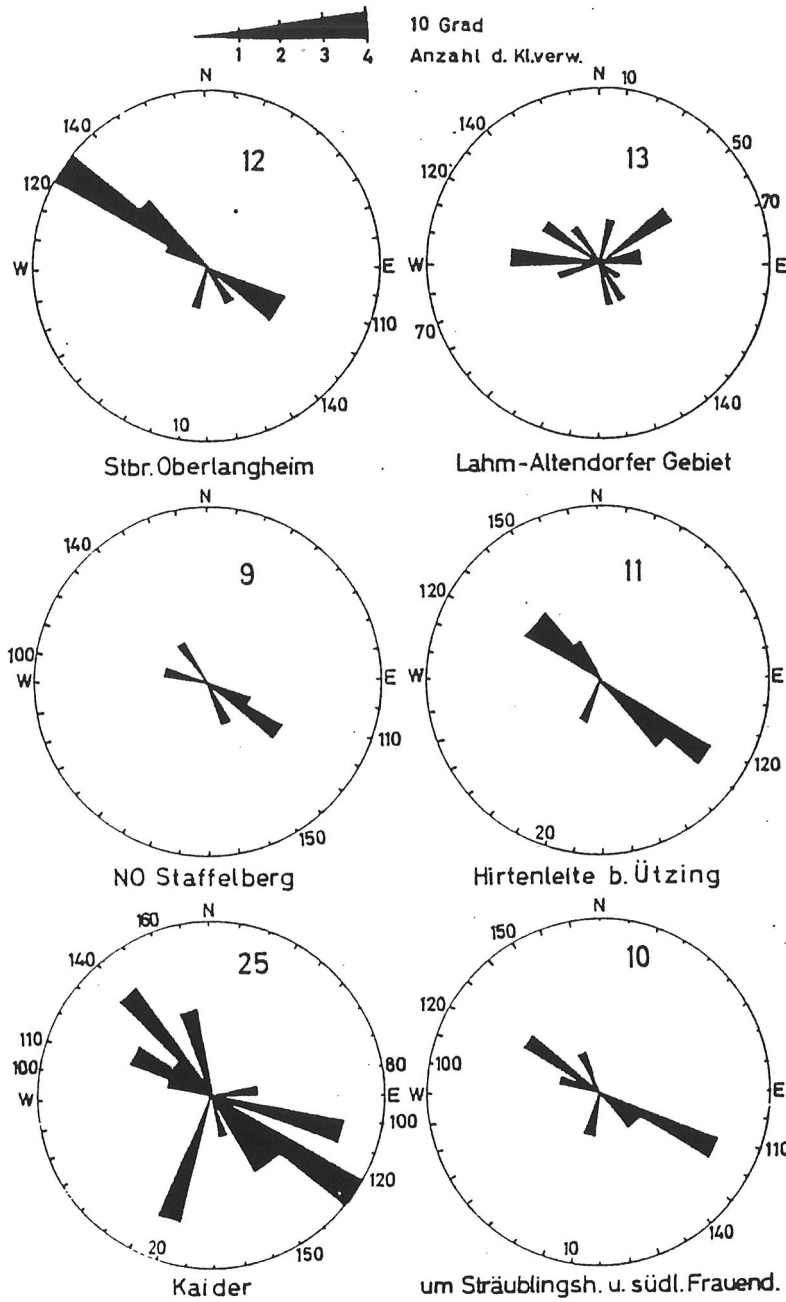 10 Grad
1 2 3 4 Anzahl d. Kl.verw.
N
140
12
120
W E
110
140
10
Stbr. Oberlangheim
N 10
140 50
13
120
70
W E
70
140
Lahm-Altendorfer Gebiet
N
140
9
100
W E
110
150
NO Staffelberg
N
150
11
120
W E
120
20
Hirtenleite b. Ützing
N
160
25
140
110
100 80
W E
100
120
20 150
Kaider
N
150
10
120
100
W E
110
140
10
um Sträublingsh. u. südl. Frauend.